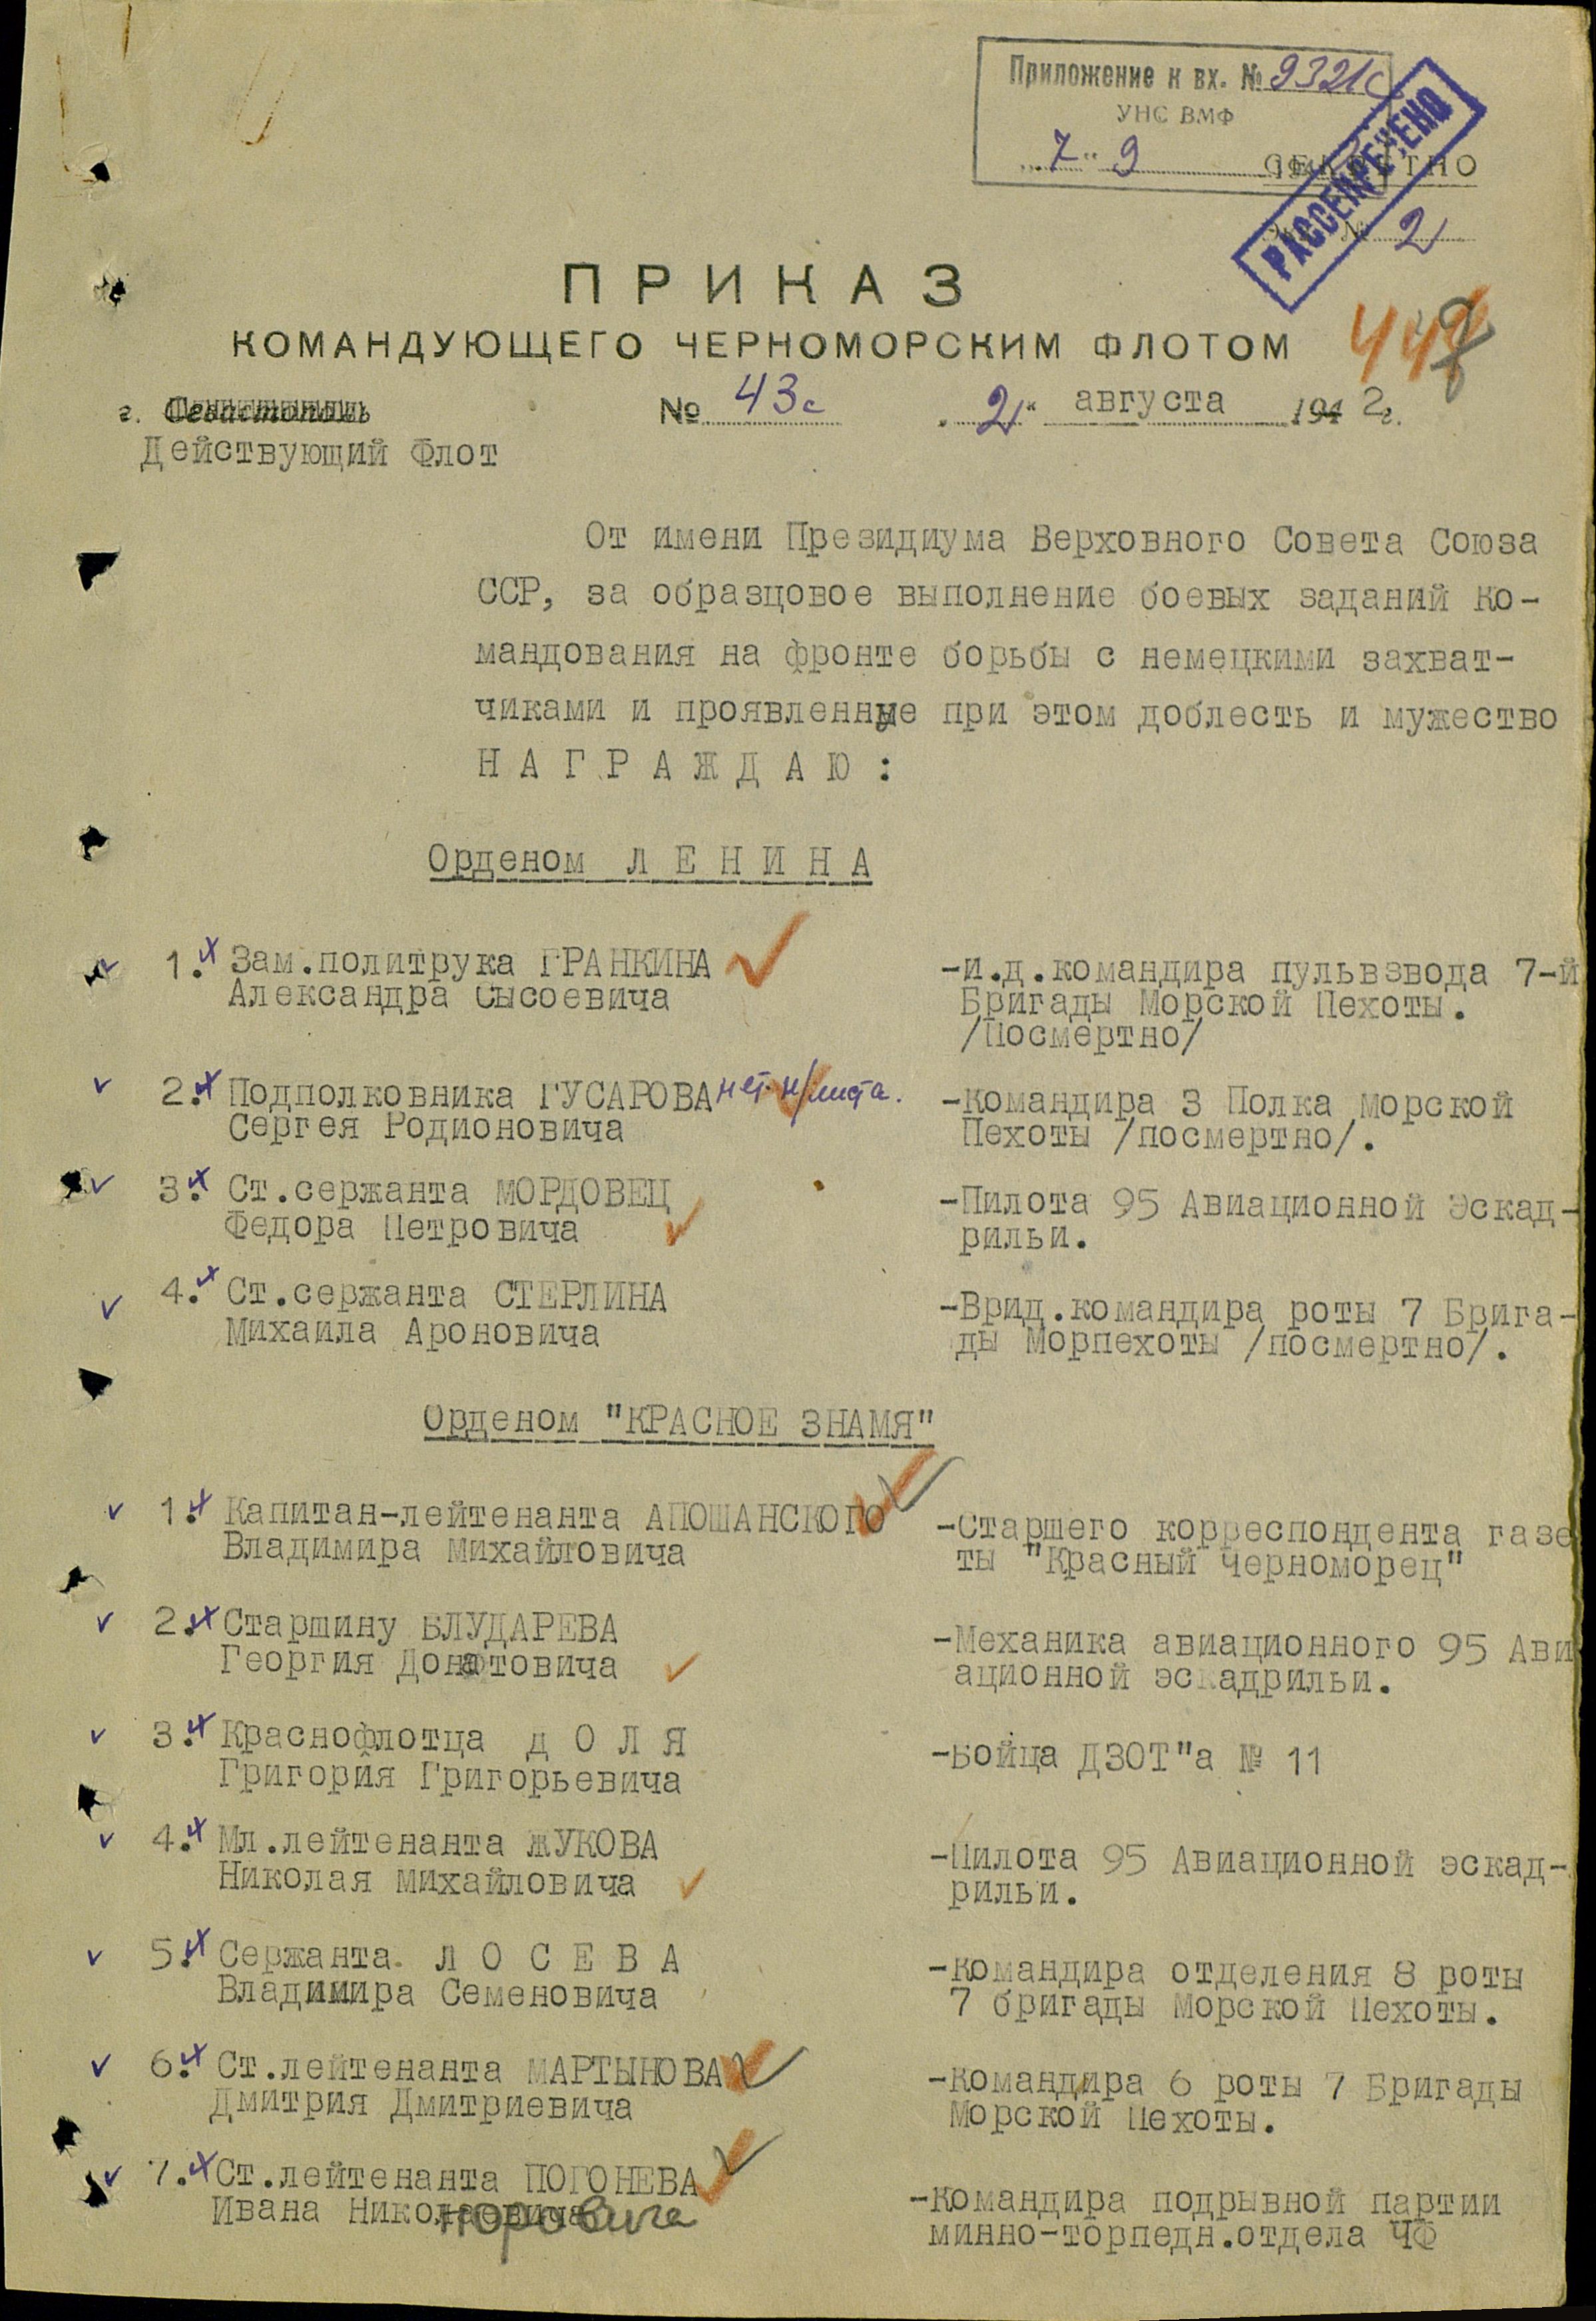 Приложение к вх. № 9321с
УНС ВМФ
„7" 9
СЕКРЕТНО
РАССЕКРЕЧЕНО
№ 2
ПРИКАЗ
КОМАНДУЮЩЕГО ЧЕРНОМОРСКИМ ФЛОТОМ
г. Севастополь № 43с „2" августа 1942г.
Действующий Флот
От имени Президиума Верховного Совета Союза
ССР, за образцовое выполнение боевых заданий ко-
мандования на фронте борьбы с немецкими захват-
чиками и проявленные при этом доблесть и мужество
НАГРАЖДАЮ:
Орденом ЛЕНИНА
1. Зам.политрука ГРАНКИНА -и.д.командира пульвзвода 7-й
Александра Сысоевича Бригады Морской Пехоты.
/Посмертно/
2. Подполковника ГУСАРОВА нет н/листа. -Командира 3 Полка Морской
Сергея Родионовича Пехоты /посмертно/.
3. Ст.сержанта МОРДОВЕЦ -Пилота 95 Авиационной Эскад-
Федора Петровича рильи.
4. Ст.сержанта СТЕРЛИНА -Врид.командира роты 7 Брига-
Михаила Ароновича ды Морпехоты /посмертно/.
Орденом "КРАСНОЕ ЗНАМЯ"
1. Капитан-лейтенанта АПОШАНСКОГО -Старшего корреспондента газе
Владимира Михайловича ты "Красный Черноморец"
2. Старшину БЛУДАРЕВА -Механика авиационного 95 Ави
Георгия Донатовича ационной эскадрильи.
3. Краснофлотца ДОЛЯ -Бойца ДЗОТ"а № 11
Григория Григорьевича
4. Мл.лейтенанта ЖУКОВА -Пилота 95 Авиационной эскад-
Николая Михайловича рильи.
5. Сержанта ЛОСЕВА -Командира отделения 8 роты
Владимира Семеновича 7 бригады Морской Пехоты.
6. Ст.лейтенанта МАРТЫНОВА -Командира 6 роты 7 Бригады
Дмитрия Дмитриевича Морской Пехоты.
7. Ст.лейтенанта ПОГОНЕВА -Командира подрывной партии
Ивана Никоноровича минно-торпедн.отдела ЧФ